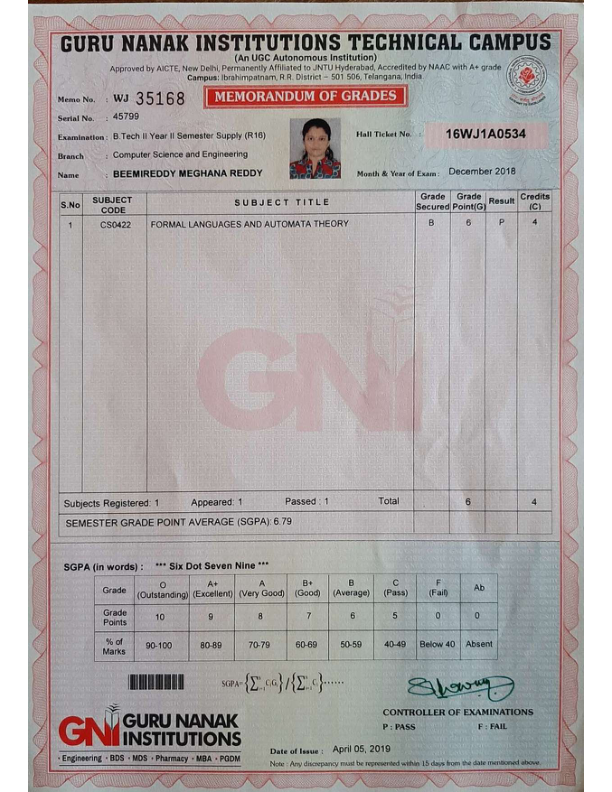 GURU NANAK INSTITUTIONS TECHNICAL CAMPUS
(An UGC Autonomous Institution)
Approved by AICTE, New Delhi, Permanently Affiliated to JNTU Hyderabad, Accredited by NAAC with A+ grade
Campus: Ibrahimpatnam, R.R. District – 501 506, Telangana, India
Memo No. : WJ 35168
MEMORANDUM OF GRADES
Serial No. : 45799
Examination : B.Tech II Year II Semester Supply (R16)
Hall Ticket No. : 16WJ1A0534
Branch : Computer Science and Engineering
Name : BEEMIREDDY MEGHANA REDDY
Month & Year of Exam : December 2018
S.No SUBJECT CODE SUBJECT TITLE Grade Secured Grade Point(G) Result Credits (C)
1 CS0422 FORMAL LANGUAGES AND AUTOMATA THEORY B 6 P 4
GNI
Subjects Registered: 1 Appeared: 1 Passed : 1 Total 6 4
SEMESTER GRADE POINT AVERAGE (SGPA): 6.79
SGPA (in words) : *** Six Dot Seven Nine ***
Grade O (Outstanding) A+ (Excellent) A (Very Good) B+ (Good) B (Average) C (Pass) F (Fail) Ab
Grade Points 10 9 8 7 6 5 0 0
% of Marks 90-100 80-89 70-79 60-69 50-59 40-49 Below 40 Absent
CONTROLLER OF EXAMINATIONS
P : PASS F : FAIL
GNI GURU NANAK
INSTITUTIONS
• Engineering • BDS • MDS • Pharmacy • MBA • PGDM
Date of Issue : April 05, 2019
Note : Any discrepancy must be represented within 15 days from the date mentioned above.